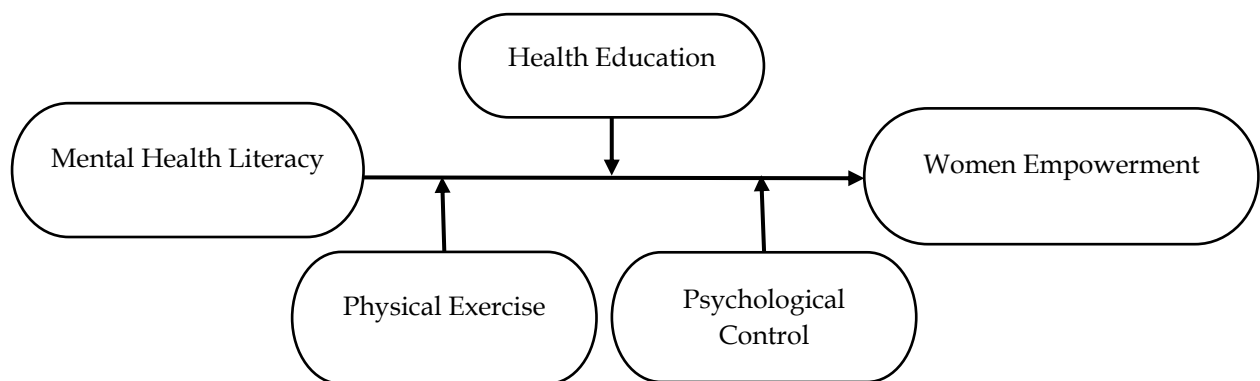 Health Education
Mental Health Literacy
Women Empowerment
Physical Exercise
Psychological
Control